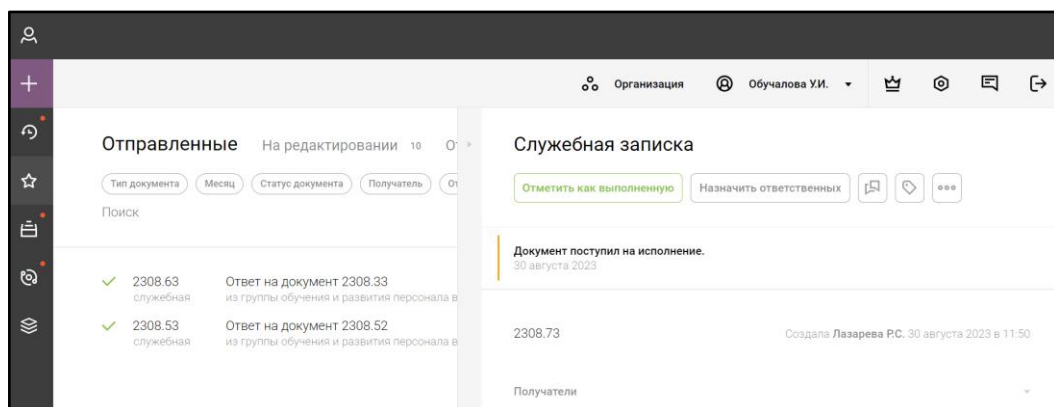 Организация Обучалова У.И.
Отправленные На редактировании 10
Тип документа Месяц Статус документа Получатель
Поиск
2308.63 Ответ на документ 2308.33
служебная из группы обучения и развития персонала в
2308.53 Ответ на документ 2308.52
служебная из группы обучения и развития персонала в
Служебная записка
Отметить как выполненную Назначить ответственных
Документ поступил на исполнение.
30 августа 2023
2308.73 Создала Лазарева Р.С. 30 августа 2023 в 11:50
Получатели